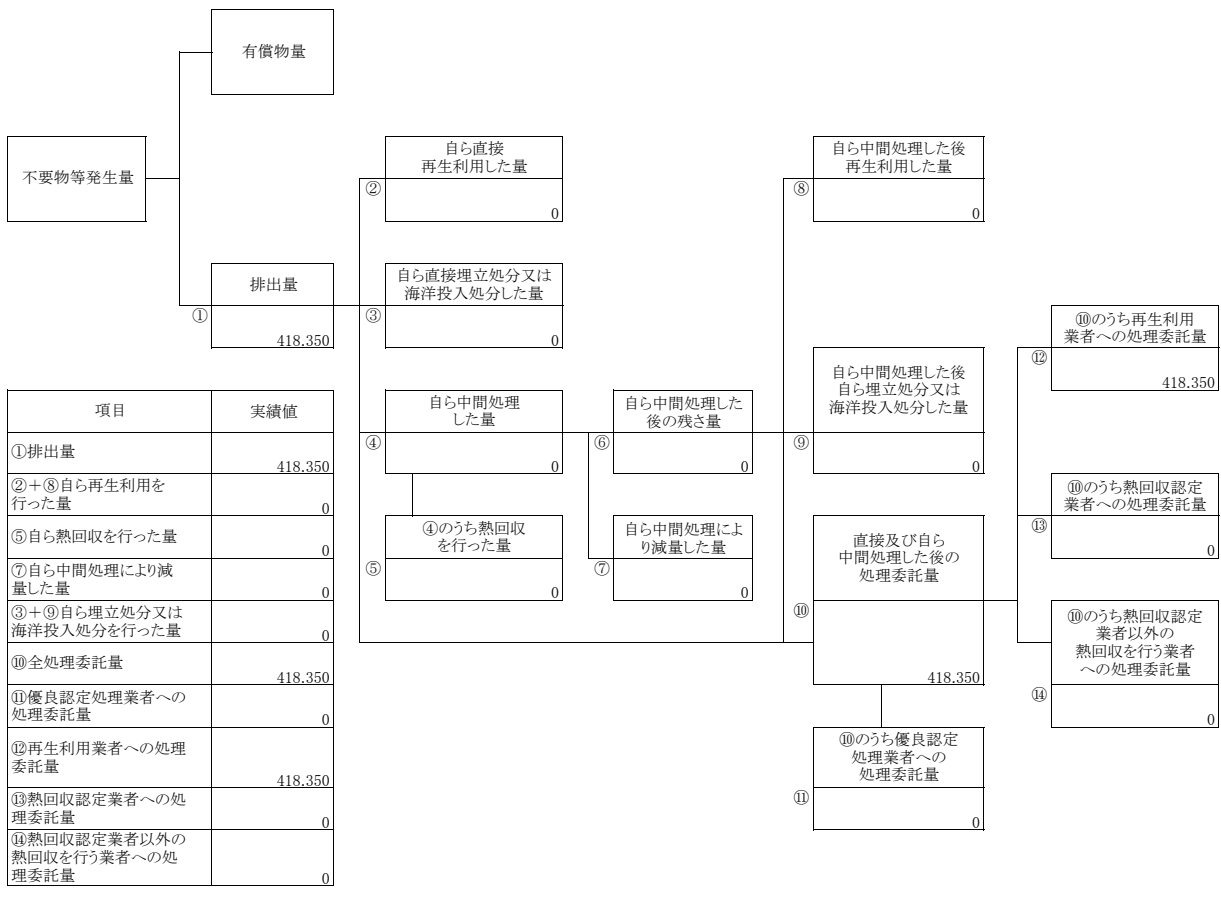 有償物量
不要物等発生量
排出量
①
418.350
自ら直接
再生利用した量
②
0
自ら直接埋立処分又は
海洋投入処分した量
③
0
自ら中間処理
した量
④
0
④のうち熱回収
を行った量
⑤
0
自ら中間処理した
後の残さ量
⑥
0
自ら中間処理によ
り減量した量
⑦
0
自ら中間処理した後
再生利用した量
⑧
0
自ら中間処理した後
自ら埋立処分又は
海洋投入処分した量
⑨
0
直接及び自ら
中間処理した後の
処理委託量
⑩
418.350
⑩のうち優良認定
処理業者への
処理委託量
⑪
0
⑩のうち再生利用
業者への処理委託量
⑫
418.350
⑩のうち熱回収認定
業者への処理委託量
⑬
0
⑩のうち熱回収認定
業者以外の
熱回収を行う業者
への処理委託量
⑭
0
項目 実績値
①排出量
418.350
②＋⑧自ら再生利用を
行った量
0
⑤自ら熱回収を行った量
0
⑦自ら中間処理により減
量した量
0
③＋⑨自ら埋立処分又は
海洋投入処分を行った量
0
⑩全処理委託量
418.350
⑪優良認定処理業者への
処理委託量
0
⑫再生利用業者への処理
委託量
418.350
⑬熱回収認定業者への処
理委託量
0
⑭熱回収認定業者以外の
熱回収を行う業者への処
理委託量
0